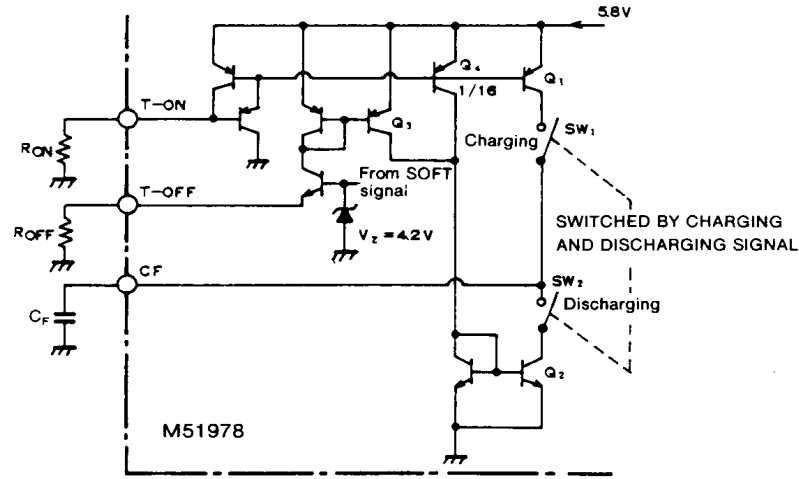 5.8V
Q₄
Q₁
T-ON
1/16
Q₃
SW₁
Charging
RON
From SOFT
signal
T-OFF
ROFF
VZ =4.2V
SWITCHED BY CHARGING
AND DISCHARGING SIGNAL
CF
SW₂
Discharging
CF
Q₂
M51978